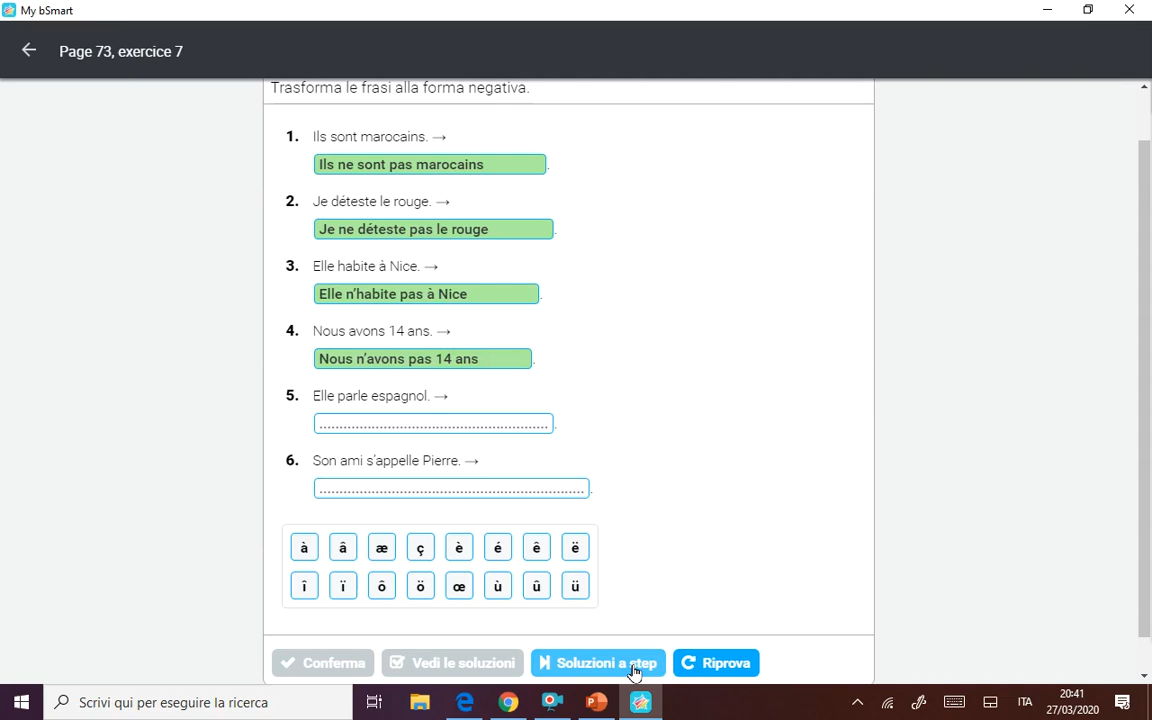 My bSmart
Page 73, exercice 7
Trasforma le frasi alla forma negativa.
1. Ils sont marocains. →
Ils ne sont pas marocains.
2. Je déteste le rouge. →
Je ne déteste pas le rouge.
3. Elle habite à Nice. →
Elle n'habite pas à Nice.
4. Nous avons 14 ans. →
Nous n'avons pas 14 ans.
5. Elle parle espagnol. →
..........................................................
6. Son ami s'appelle Pierre. →
...................................................................
à â æ ç è é ê ë
î ï ô ö œ ù û ü
Conferma Vedi le soluzioni Soluzioni a step Riprova
Scrivi qui per eseguire la ricerca
ITA
20:41
27/03/2020